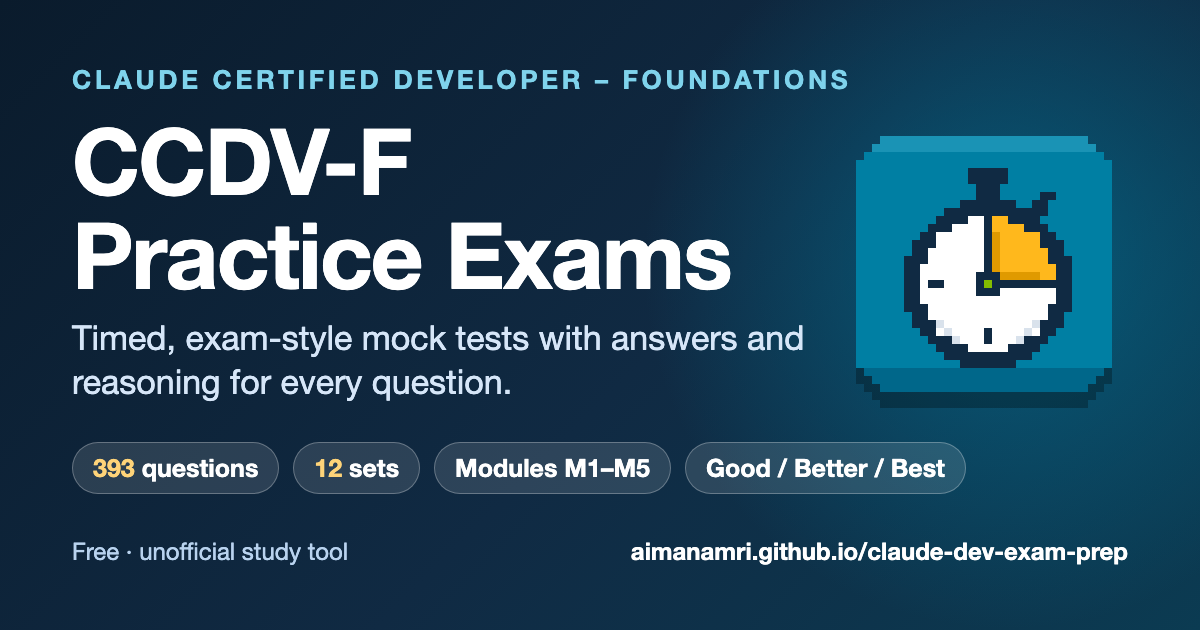 CLAUDE CERTIFIED DEVELOPER – FOUNDATIONS
CCDV-F
Practice Exams
Timed, exam-style mock tests with answers and
reasoning for every question.
393 questions
12 sets
Modules M1–M5
Good / Better / Best
Free · unofficial study tool
aimanamri.github.io/claude-dev-exam-prep